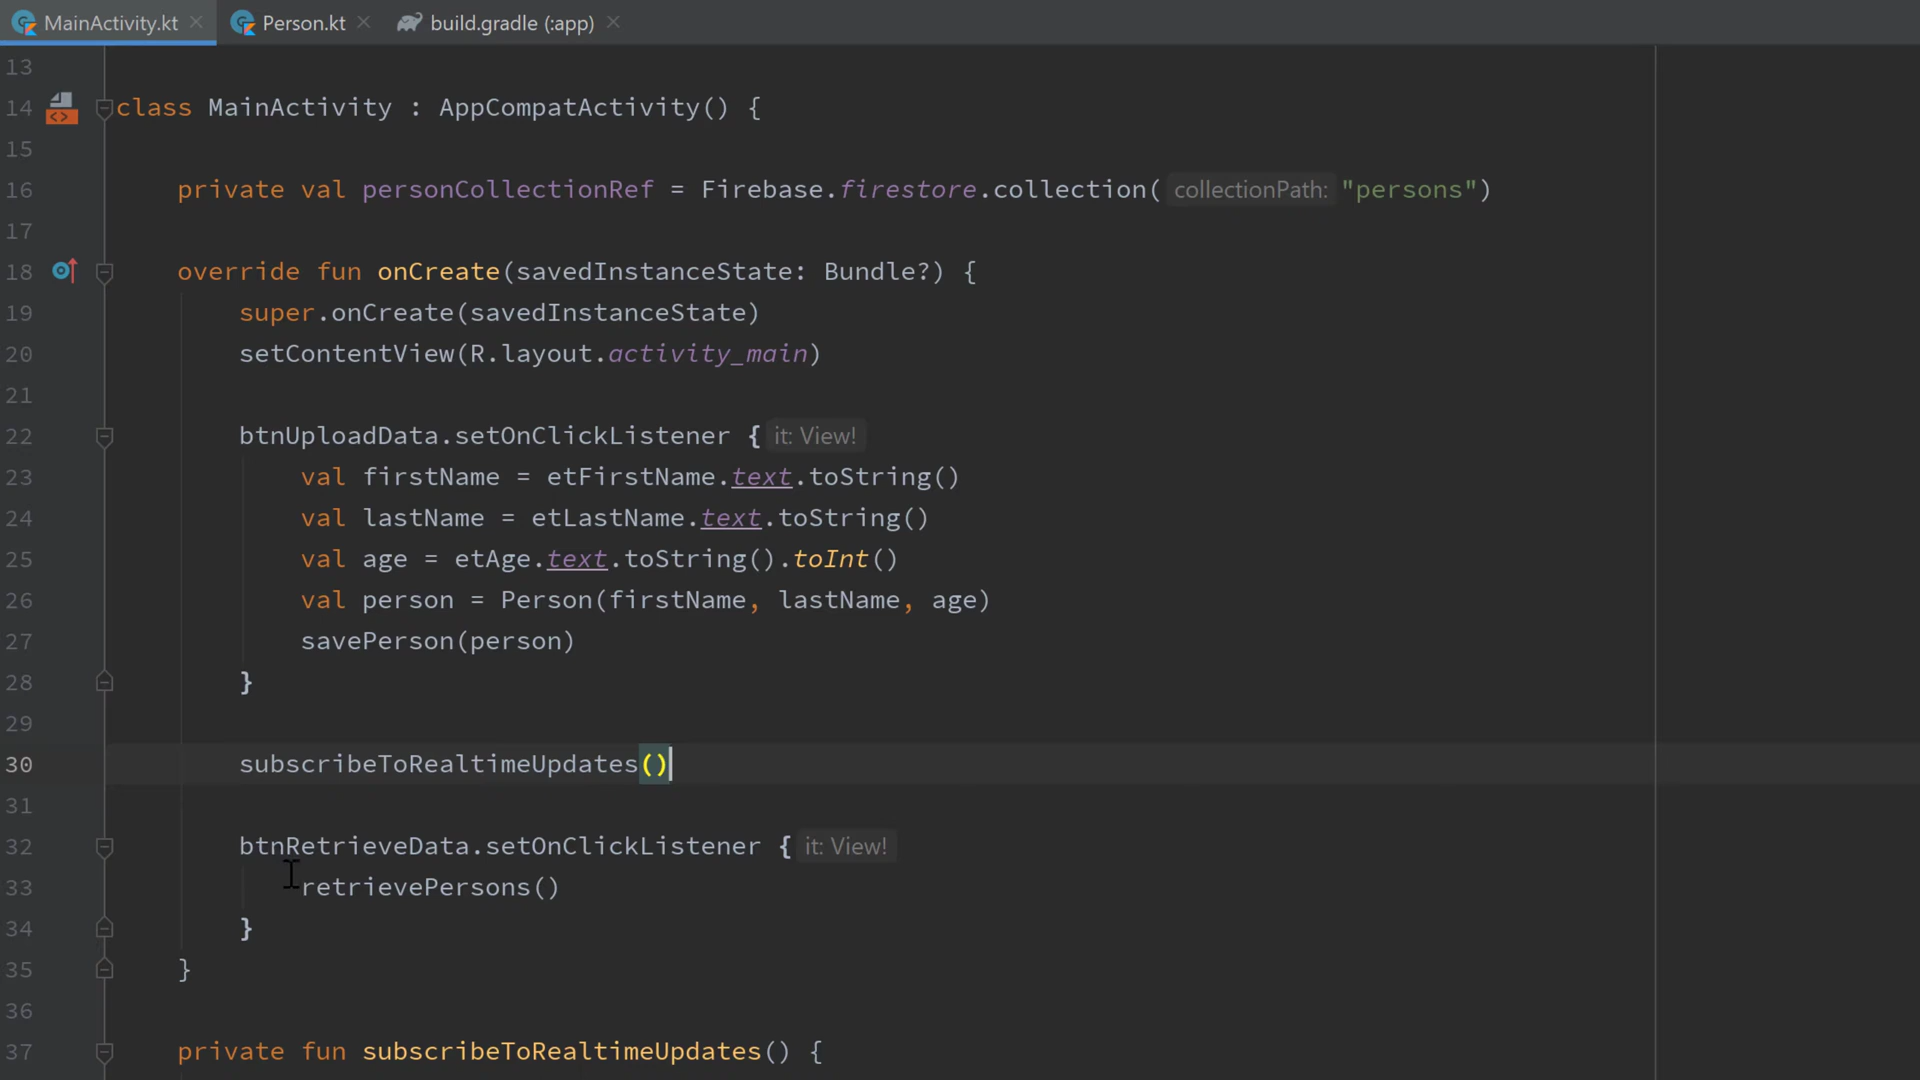 MainActivity.kt Person.kt build.gradle (:app)
13
14 class MainActivity : AppCompatActivity() {
15
16 private val personCollectionRef = Firebase.firestore.collection( collectionPath: "persons")
17
18 override fun onCreate(savedInstanceState: Bundle?) {
19 super.onCreate(savedInstanceState)
20 setContentView(R.layout.activity_main)
21
22 btnUploadData.setOnClickListener { it: View!
23 val firstName = etFirstName.text.toString()
24 val lastName = etLastName.text.toString()
25 val age = etAge.text.toString().toInt()
26 val person = Person(firstName, lastName, age)
27 savePerson(person)
28 }
29
30 subscribeToRealtimeUpdates()
31
32 btnRetrieveData.setOnClickListener { it: View!
33 retrievePersons()
34 }
35 }
36
37 private fun subscribeToRealtimeUpdates() {